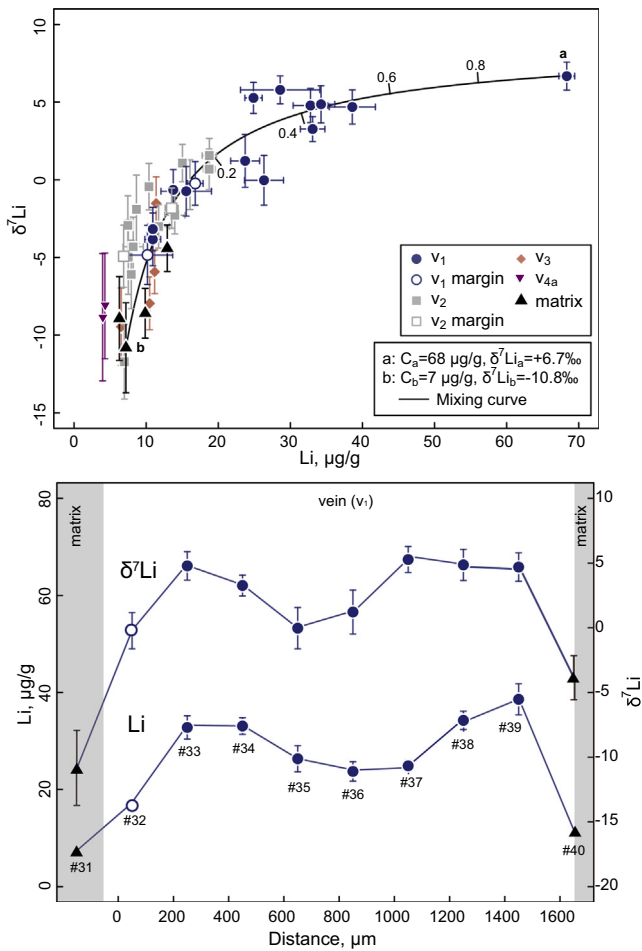 10
5
0
-5
-10
-15
δ⁷Li
a
0.8
0.6
0.4
0.2
b
v₁
v₁ margin
v₂
v₂ margin
v₃
v₄ₐ
matrix
a: Cₐ=68 µg/g, δ⁷Liₐ=+6.7‰
b: C_b=7 µg/g, δ⁷Li_b=-10.8‰
Mixing curve
0 10 20 30 40 50 60 70
Li, µg/g
matrix
vein (v₁)
matrix
80
60
40
20
0
Li, µg/g
10
5
0
-5
-10
-15
-20
δ⁷Li
δ⁷Li
Li
#31
#32
#33
#34
#35
#36
#37
#38
#39
#40
0 200 400 600 800 1000 1200 1400 1600
Distance, µm